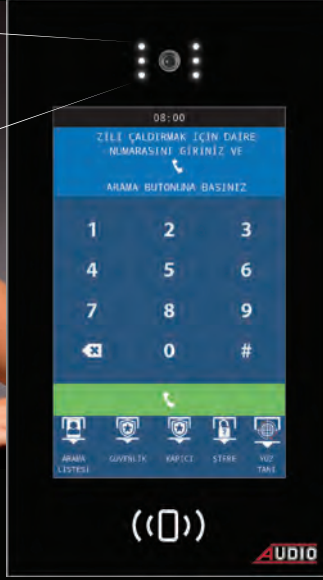 08:00
ZİLİ ÇALDIRMAK İÇİN DAİRE
NUMARASINI GİRİNİZ VE
ARAMA BUTONUNA BASINIZ
1 2 3
4 5 6
7 8 9
0 #
ARAMA LİSTESİ
GÜVENLİK
KAPICI
ŞİFRE
YÜZ TANI
AUDIO